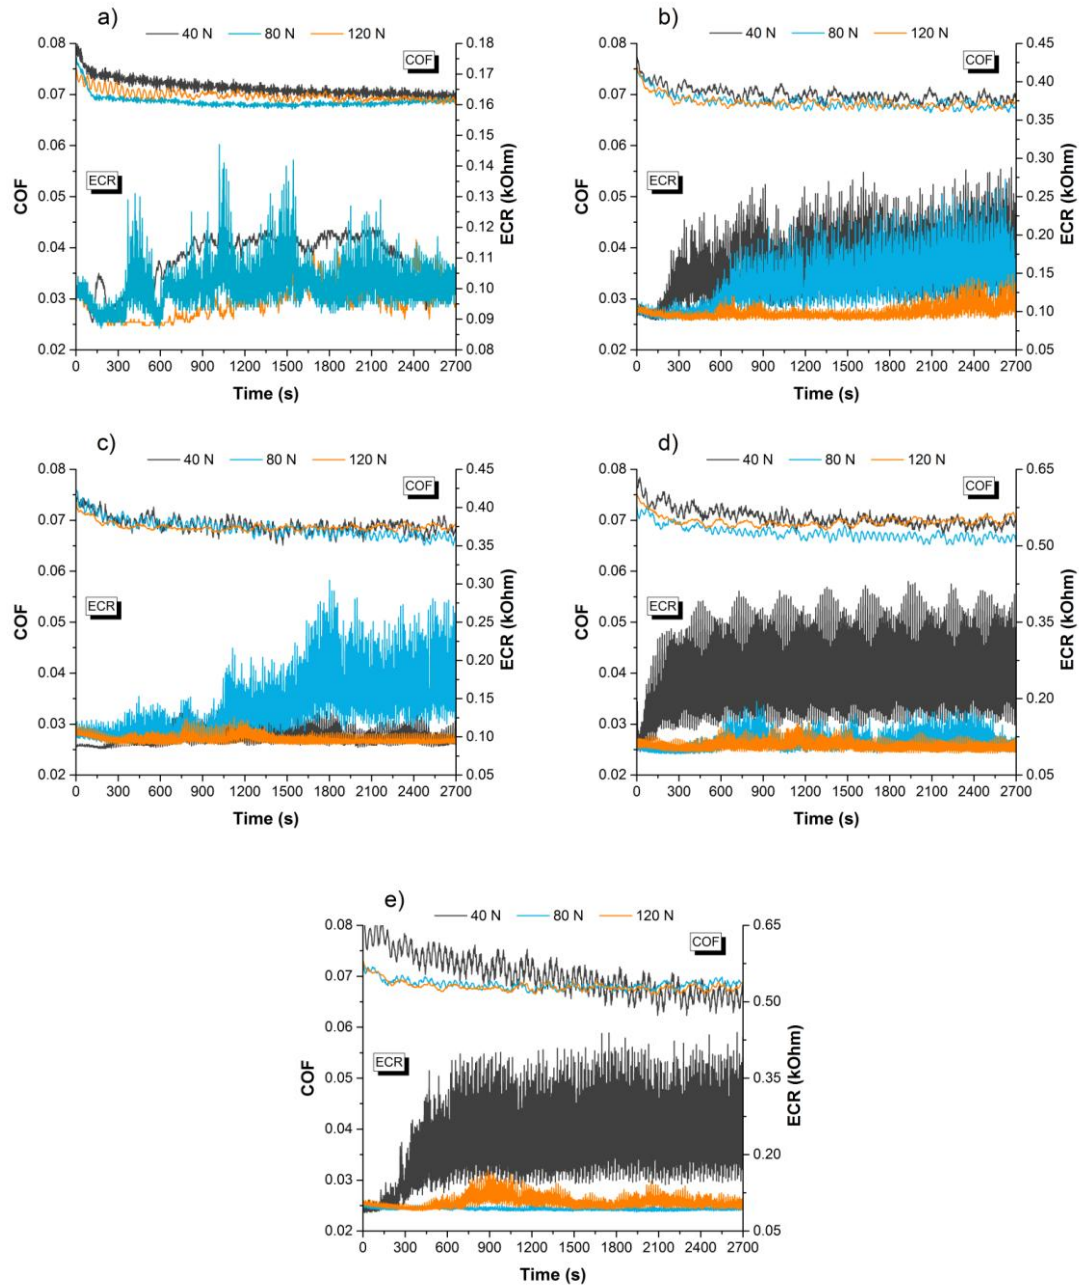 a)
40 N 80 N 120 N
COF
ECR
0.08
0.07
0.06
0.05
0.04
0.03
0.02
COF
0.18
0.17
0.16
0.15
0.14
0.13
0.12
0.11
0.10
0.09
0.08
ECR (kOhm)
0 300 600 900 1200 1500 1800 2100 2400 2700
Time (s)
b)
40 N 80 N 120 N
COF
ECR
0.08
0.07
0.06
0.05
0.04
0.03
0.02
COF
0.45
0.40
0.35
0.30
0.25
0.20
0.15
0.10
0.05
ECR (kOhm)
0 300 600 900 1200 1500 1800 2100 2400 2700
Time (s)
c)
40 N 80 N 120 N
COF
ECR
0.08
0.07
0.06
0.05
0.04
0.03
0.02
COF
0.45
0.40
0.35
0.30
0.25
0.20
0.15
0.10
0.05
ECR (kOhm)
0 300 600 900 1200 1500 1800 2100 2400 2700
Time (s)
d)
40 N 80 N 120 N
COF
ECR
0.08
0.07
0.06
0.05
0.04
0.03
0.02
COF
0.65
0.50
0.35
0.20
0.05
ECR (kOhm)
0 300 600 900 1200 1500 1800 2100 2400 2700
Time (s)
e)
40 N 80 N 120 N
COF
ECR
0.08
0.07
0.06
0.05
0.04
0.03
0.02
COF
0.65
0.50
0.35
0.20
0.05
ECR (kOhm)
0 300 600 900 1200 1500 1800 2100 2400 2700
Time (s)